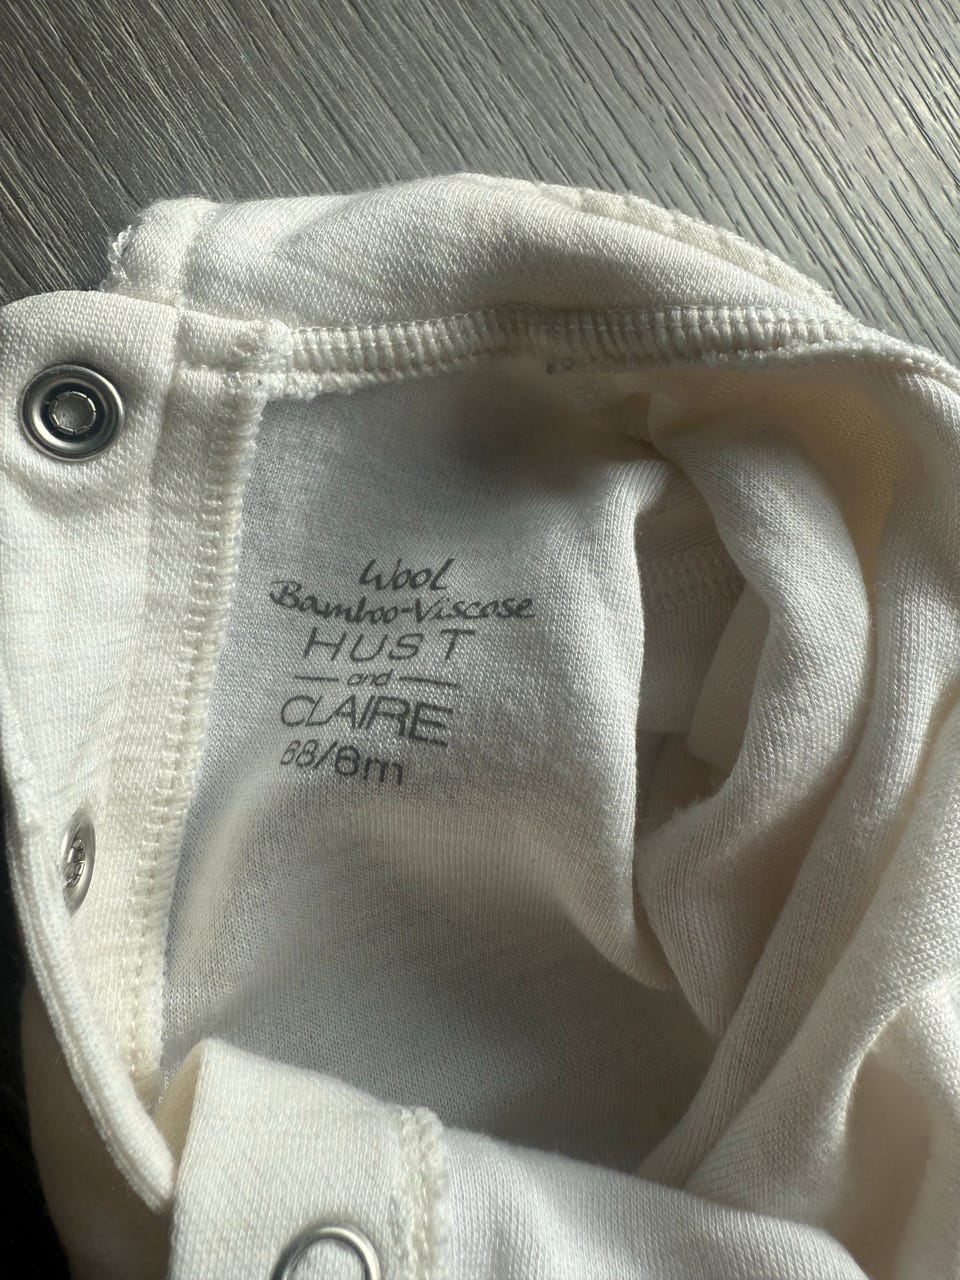 Wool
Bamboo-Viscose
HUST
and
CLAIRE
68/6m